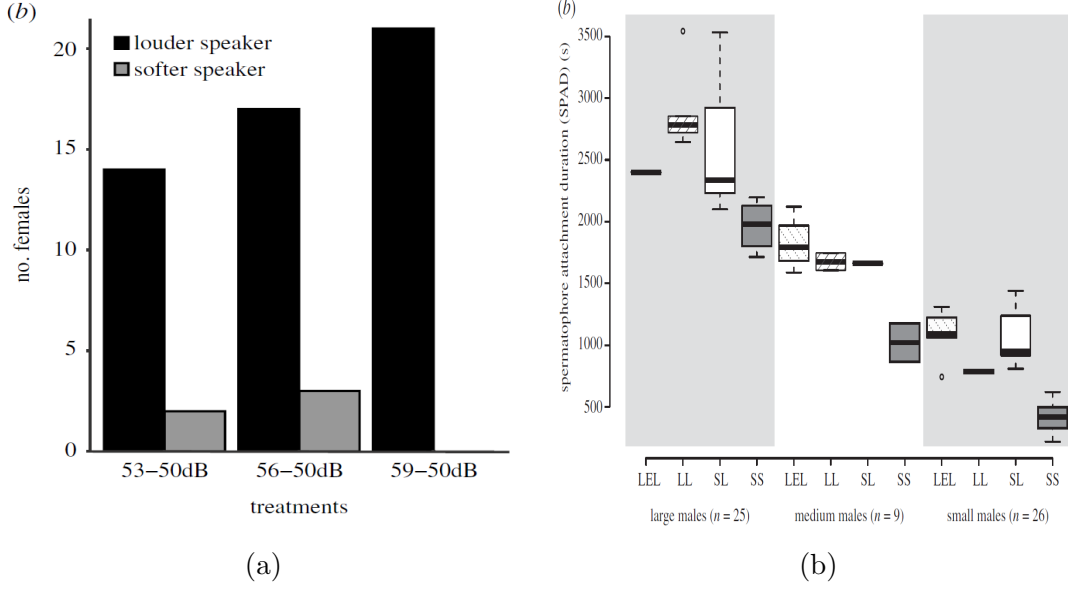 (b)
20
15
10
5
0
no. females
louder speaker
softer speaker
53–50dB 56–50dB 59–50dB
treatments
(a)
(b)
3500
3000
2500
2000
1500
1000
500
spermatophore attachment duration (SPAD) (s)
LEL LL SL SS LEL LL SL SS LEL LL SL SS
large males (n = 25) medium males (n = 9) small males (n = 26)
(b)